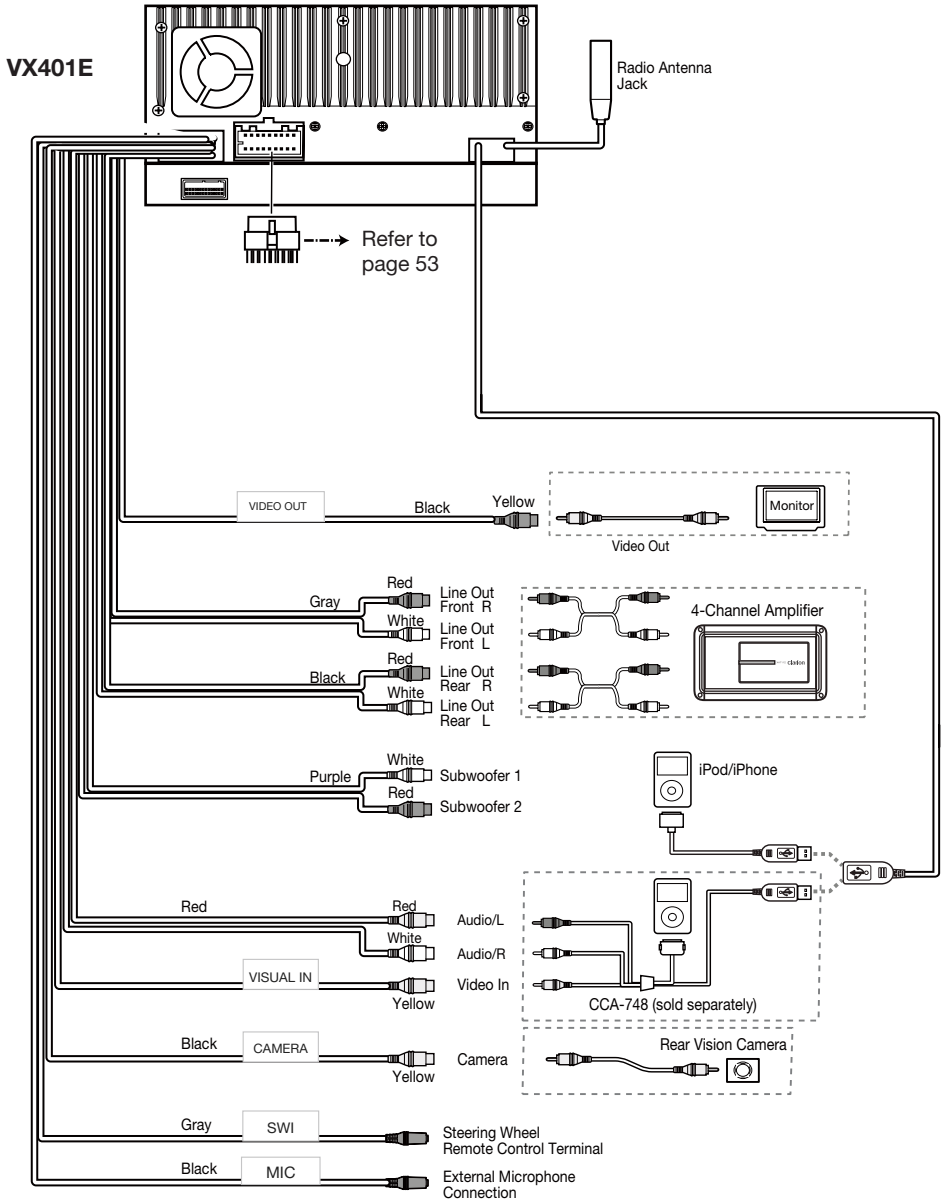 VX401E
Radio Antenna
Jack
Refer to
page 53
VIDEO OUT
Black
Yellow
Monitor
Video Out
Gray
Red
Line Out
Front R
White
Line Out
Front L
4-Channel Amplifier
clarion
Black
Red
Line Out
Rear R
White
Line Out
Rear L
Purple
White
Subwoofer 1
Red
Subwoofer 2
iPod/iPhone
Red
Red
Audio/L
White
Audio/R
VISUAL IN
Yellow
Video In
CCA-748 (sold separately)
Black
CAMERA
Yellow
Camera
Rear Vision Camera
Gray
SWI
Steering Wheel
Remote Control Terminal
Black
MIC
External Microphone
Connection